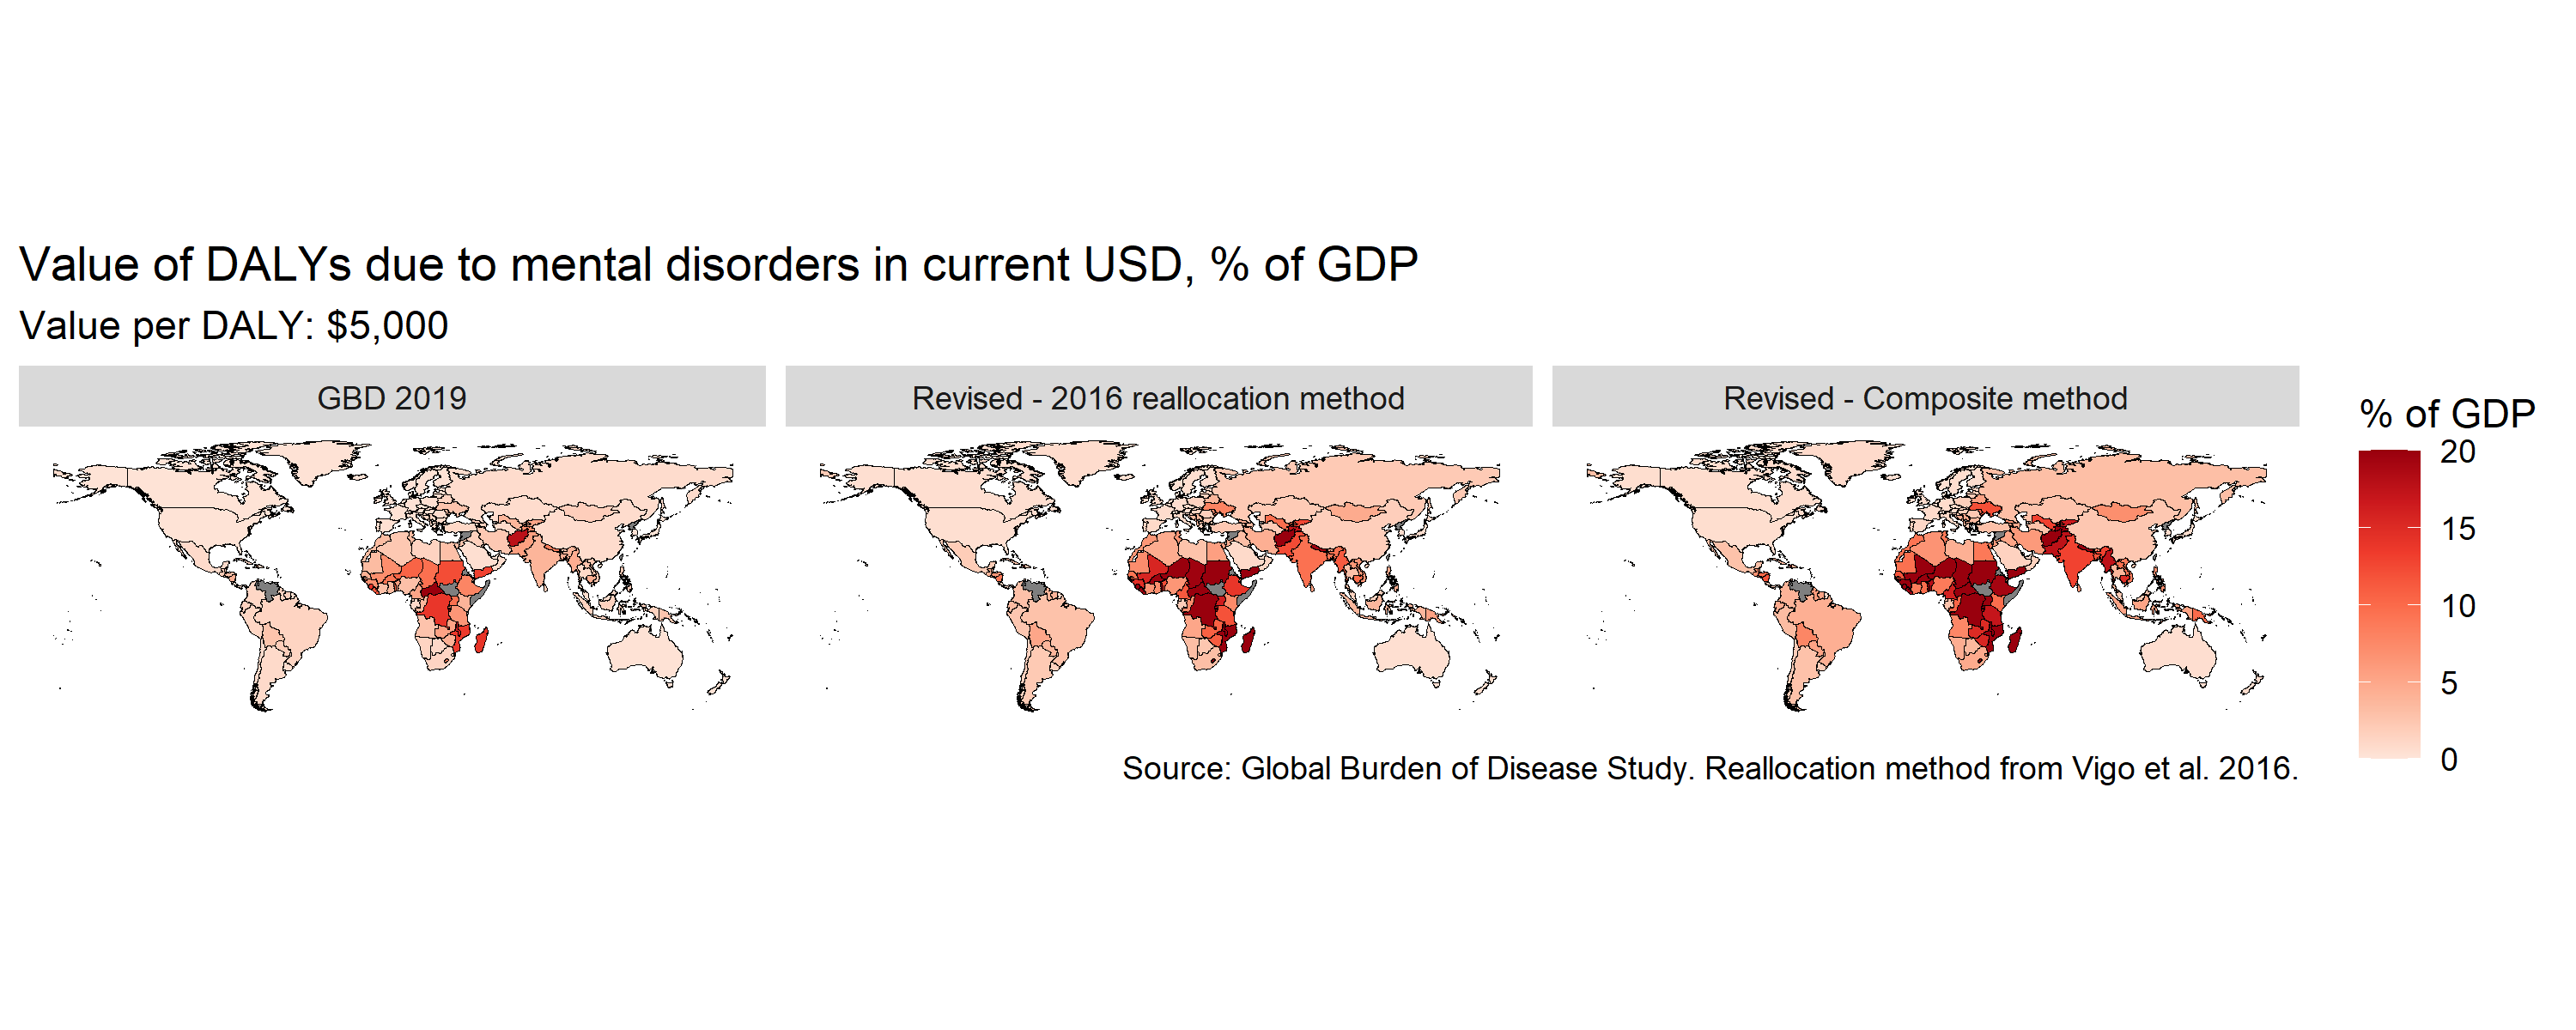 Value of DALYs due to mental disorders in current USD, % of GDP
Value per DALY: $5,000
GBD 2019
Revised - 2016 reallocation method
Revised - Composite method
% of GDP
20
15
10
5
0
Source: Global Burden of Disease Study. Reallocation method from Vigo et al. 2016.